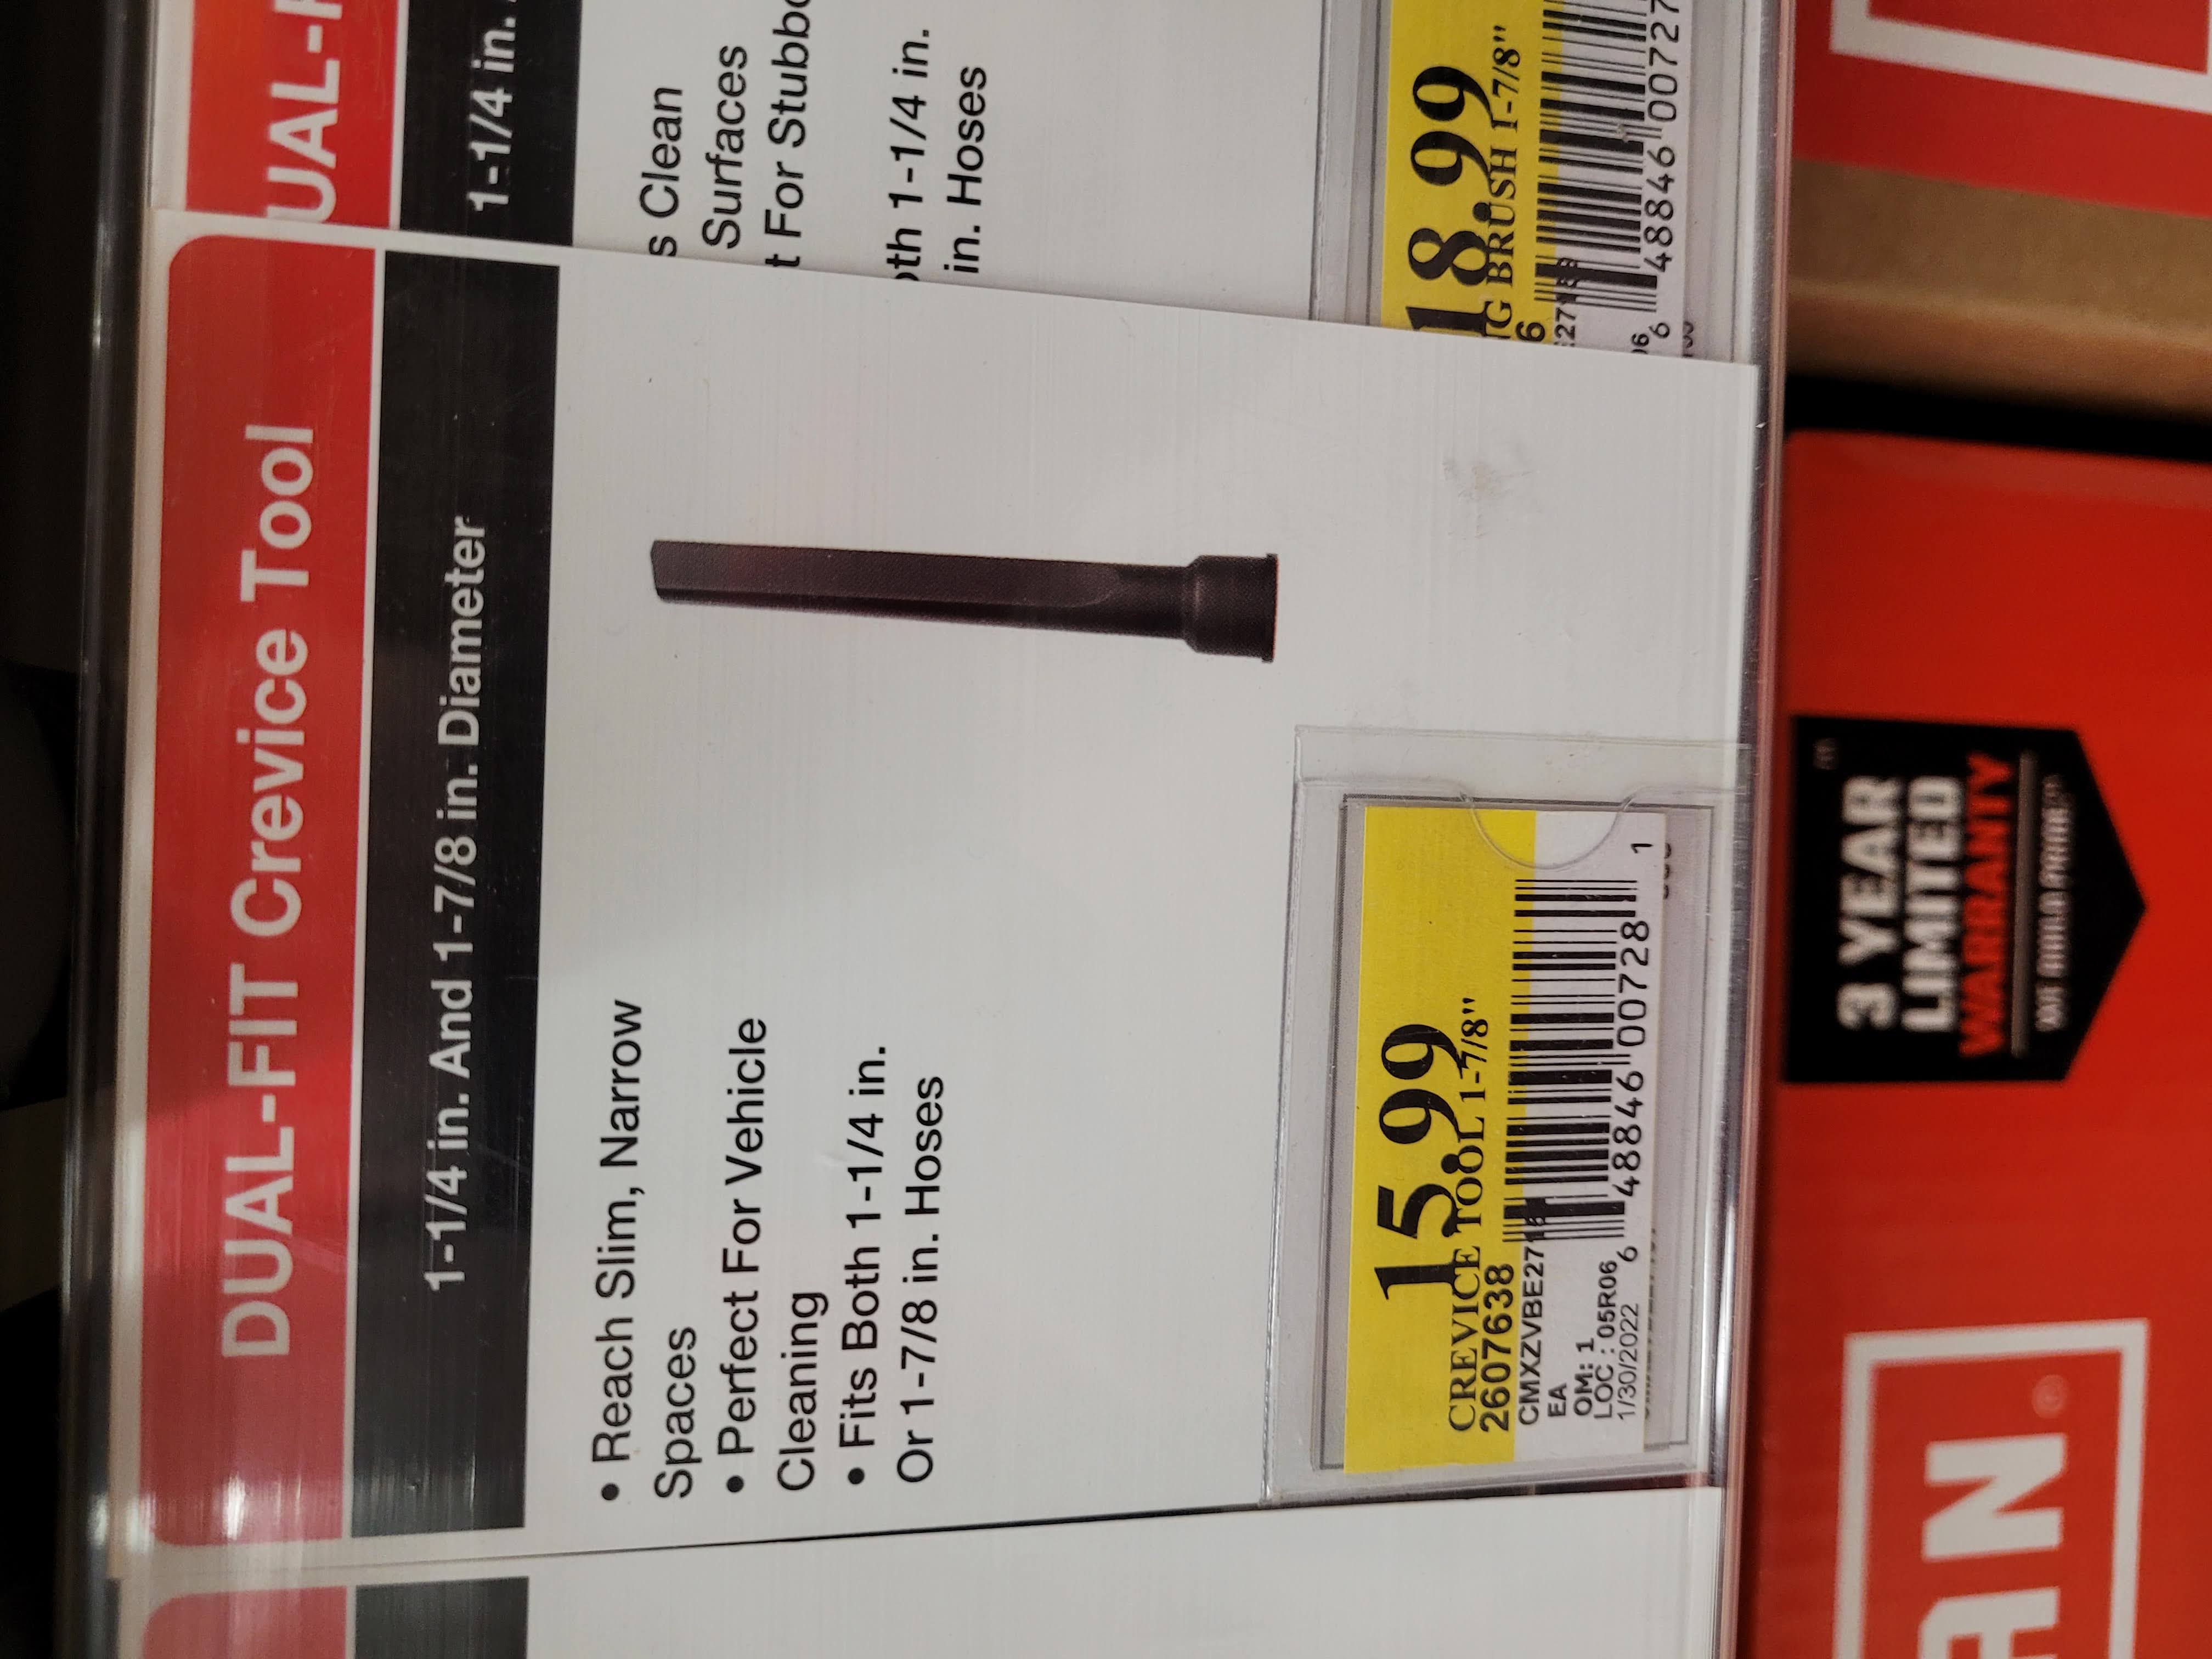 DUAL-FIT Crevice Tool
1-1/4 in. And 1-7/8 in. Diameter
• Reach Slim, Narrow
Spaces
• Perfect For Vehicle
Cleaning
• Fits Both 1-1/4 in.
Or 1-7/8 in. Hoses
15.99
CREVICE TOOL 1-7/8"
2607638
CMXZVBE27
EA
OM: 1
LOC : 05R06
1/30/2022
6 48846 00728 1
UAL-F
1-1/4 in.
s Clean
Surfaces
t For Stubbo
oth 1-1/4 in.
in. Hoses
18.99
G BRUSH 1-7/8"
6
06
6 48846 00727
AN
3 YEAR
LIMITED
WARRANTY